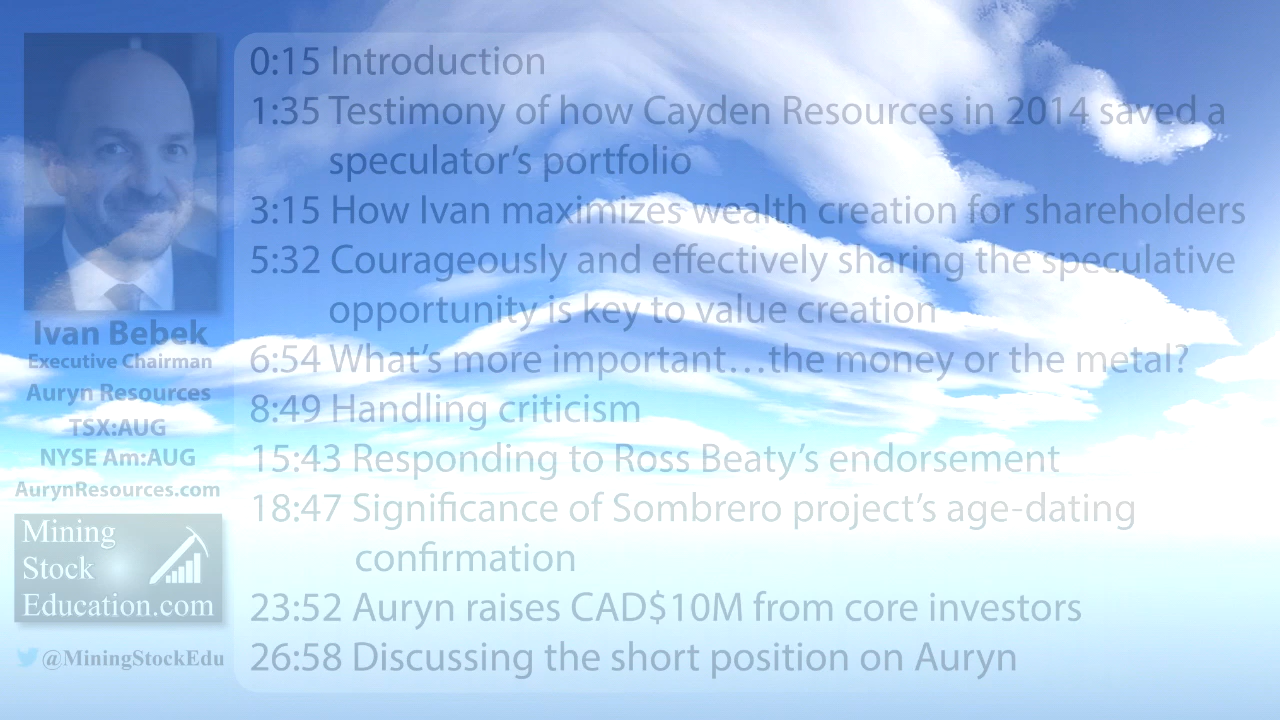 Ivan Bebek
Executive Chairman
Auryn Resources
TSX:AUG
NYSE Am:AUG
AurynResources.com
Mining
Stock
Education.com
@MiningStockEdu
0:15 Introduction
1:35 Testimony of how Cayden Resources in 2014 saved a
speculator’s portfolio
3:15 How Ivan maximizes wealth creation for shareholders
5:32 Courageously and effectively sharing the speculative
opportunity is key to value creation
6:54 What’s more important…the money or the metal?
8:49 Handling criticism
15:43 Responding to Ross Beaty’s endorsement
18:47 Significance of Sombrero project’s age-dating
confirmation
23:52 Auryn raises CAD$10M from core investors
26:58 Discussing the short position on Auryn